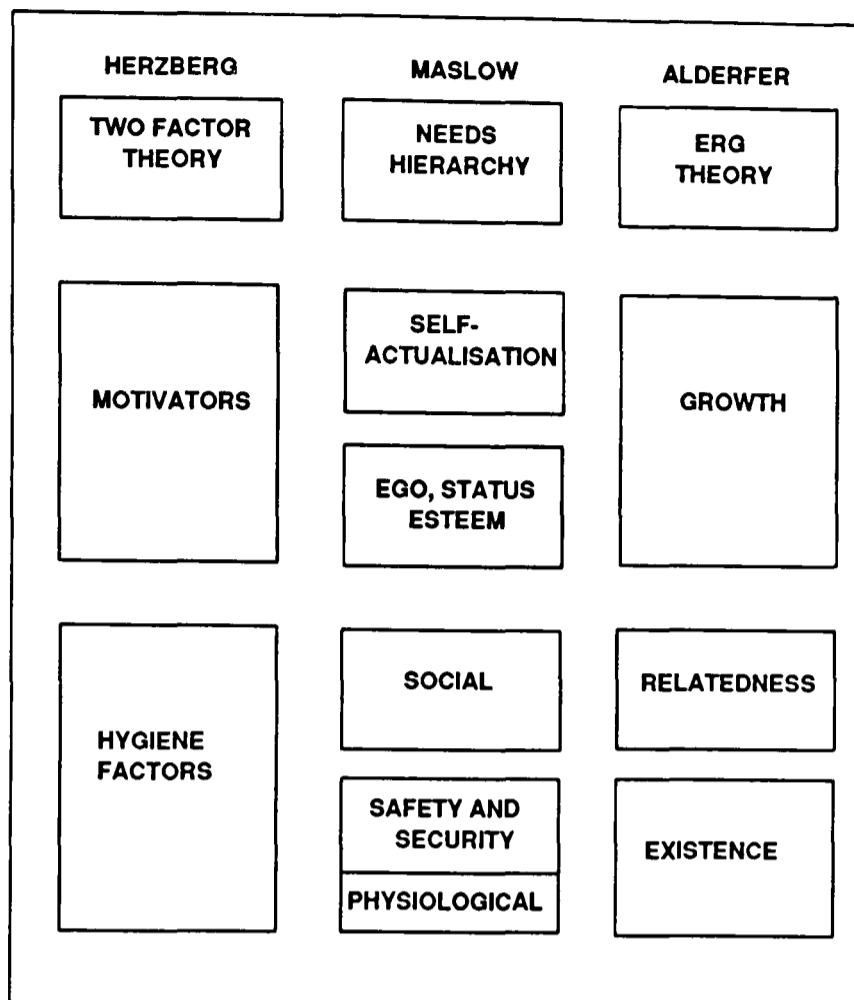 HERZBERG
MASLOW
ALDERFER
TWO FACTOR
THEORY
NEEDS
HIERARCHY
ERG
THEORY
MOTIVATORS
SELF-
ACTUALISATION
EGO, STATUS
ESTEEM
GROWTH
HYGIENE
FACTORS
SOCIAL
SAFETY AND
SECURITY
PHYSIOLOGICAL
RELATEDNESS
EXISTENCE